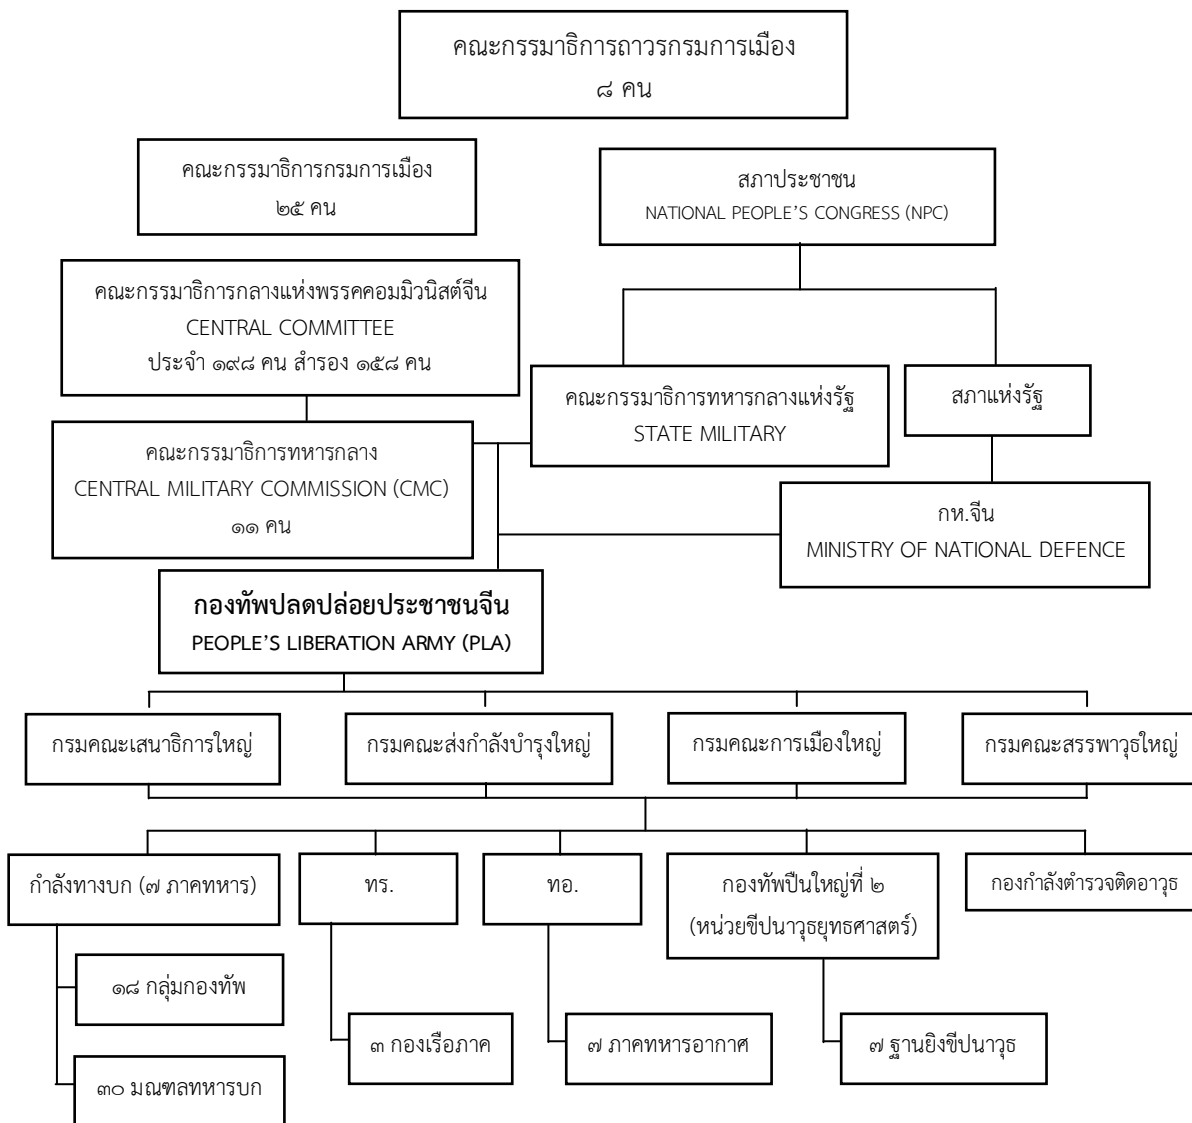 คณะกรรมาธิการถาวรกรมการเมือง
๘ คน
คณะกรรมาธิการกรมการเมือง
๒๕ คน
สภาประชาชน
NATIONAL PEOPLE'S CONGRESS (NPC)
คณะกรรมาธิการกลางแห่งพรรคคอมมิวนิสต์จีน
CENTRAL COMMITTEE
ประจำ ๑๙๘ คน สำรอง ๑๕๘ คน
คณะกรรมาธิการทหารกลางแห่งรัฐ
STATE MILITARY
สภาแห่งรัฐ
คณะกรรมาธิการทหารกลาง
CENTRAL MILITARY COMMISSION (CMC)
๑๑ คน
กห.จีน
MINISTRY OF NATIONAL DEFENCE
กองทัพปลดปล่อยประชาชนจีน
PEOPLE'S LIBERATION ARMY (PLA)
กรมคณะเสนาธิการใหญ่
กรมคณะส่งกำลังบำรุงใหญ่
กรมคณะการเมืองใหญ่
กรมคณะสรรพาวุธใหญ่
กำลังทางบก (๗ ภาคทหาร)
ทร.
ทอ.
กองทัพปืนใหญ่ที่ ๒
(หน่วยขีปนาวุธยุทธศาสตร์)
กองกำลังตำรวจติดอาวุธ
๑๘ กลุ่มกองทัพ
๓ กองเรือภาค
๗ ภาคทหารอากาศ
๗ ฐานยิงขีปนาวุธ
๓๐ มณฑลทหารบก